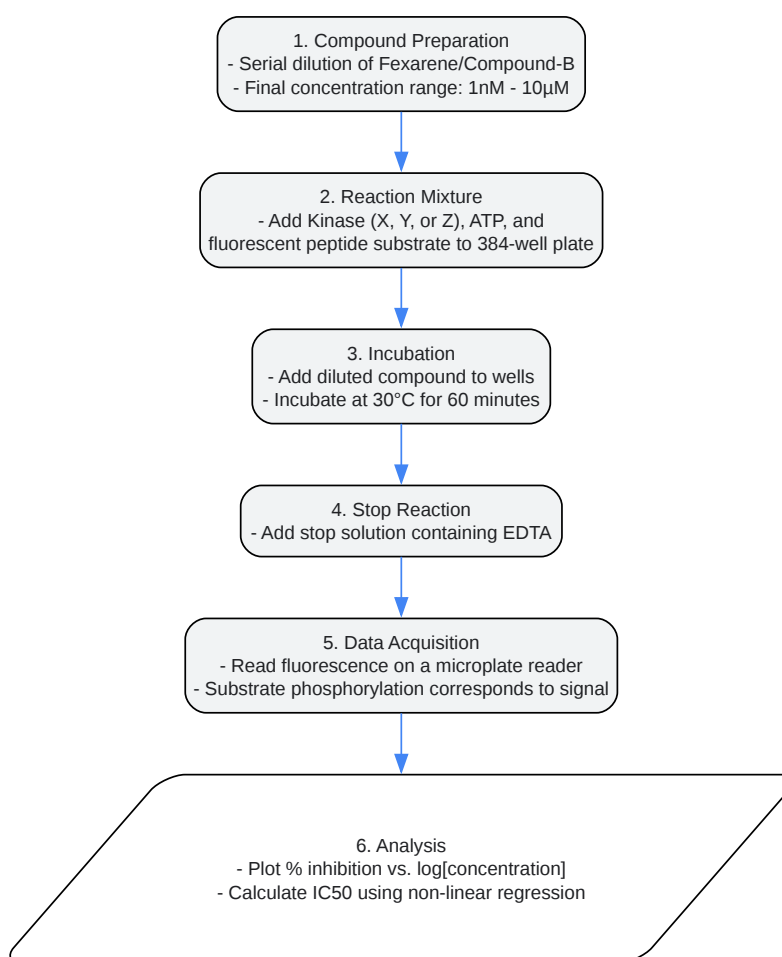 1. Compound Preparation
- Serial dilution of Fexarene/Compound-B
- Final concentration range: 1nM - 10µM
2. Reaction Mixture
- Add Kinase (X, Y, or Z), ATP, and
fluorescent peptide substrate to 384-well plate
3. Incubation
- Add diluted compound to wells
- Incubate at 30°C for 60 minutes
4. Stop Reaction
- Add stop solution containing EDTA
5. Data Acquisition
- Read fluorescence on a microplate reader
- Substrate phosphorylation corresponds to signal
6. Analysis
- Plot % inhibition vs. log[concentration]
- Calculate IC50 using non-linear regression